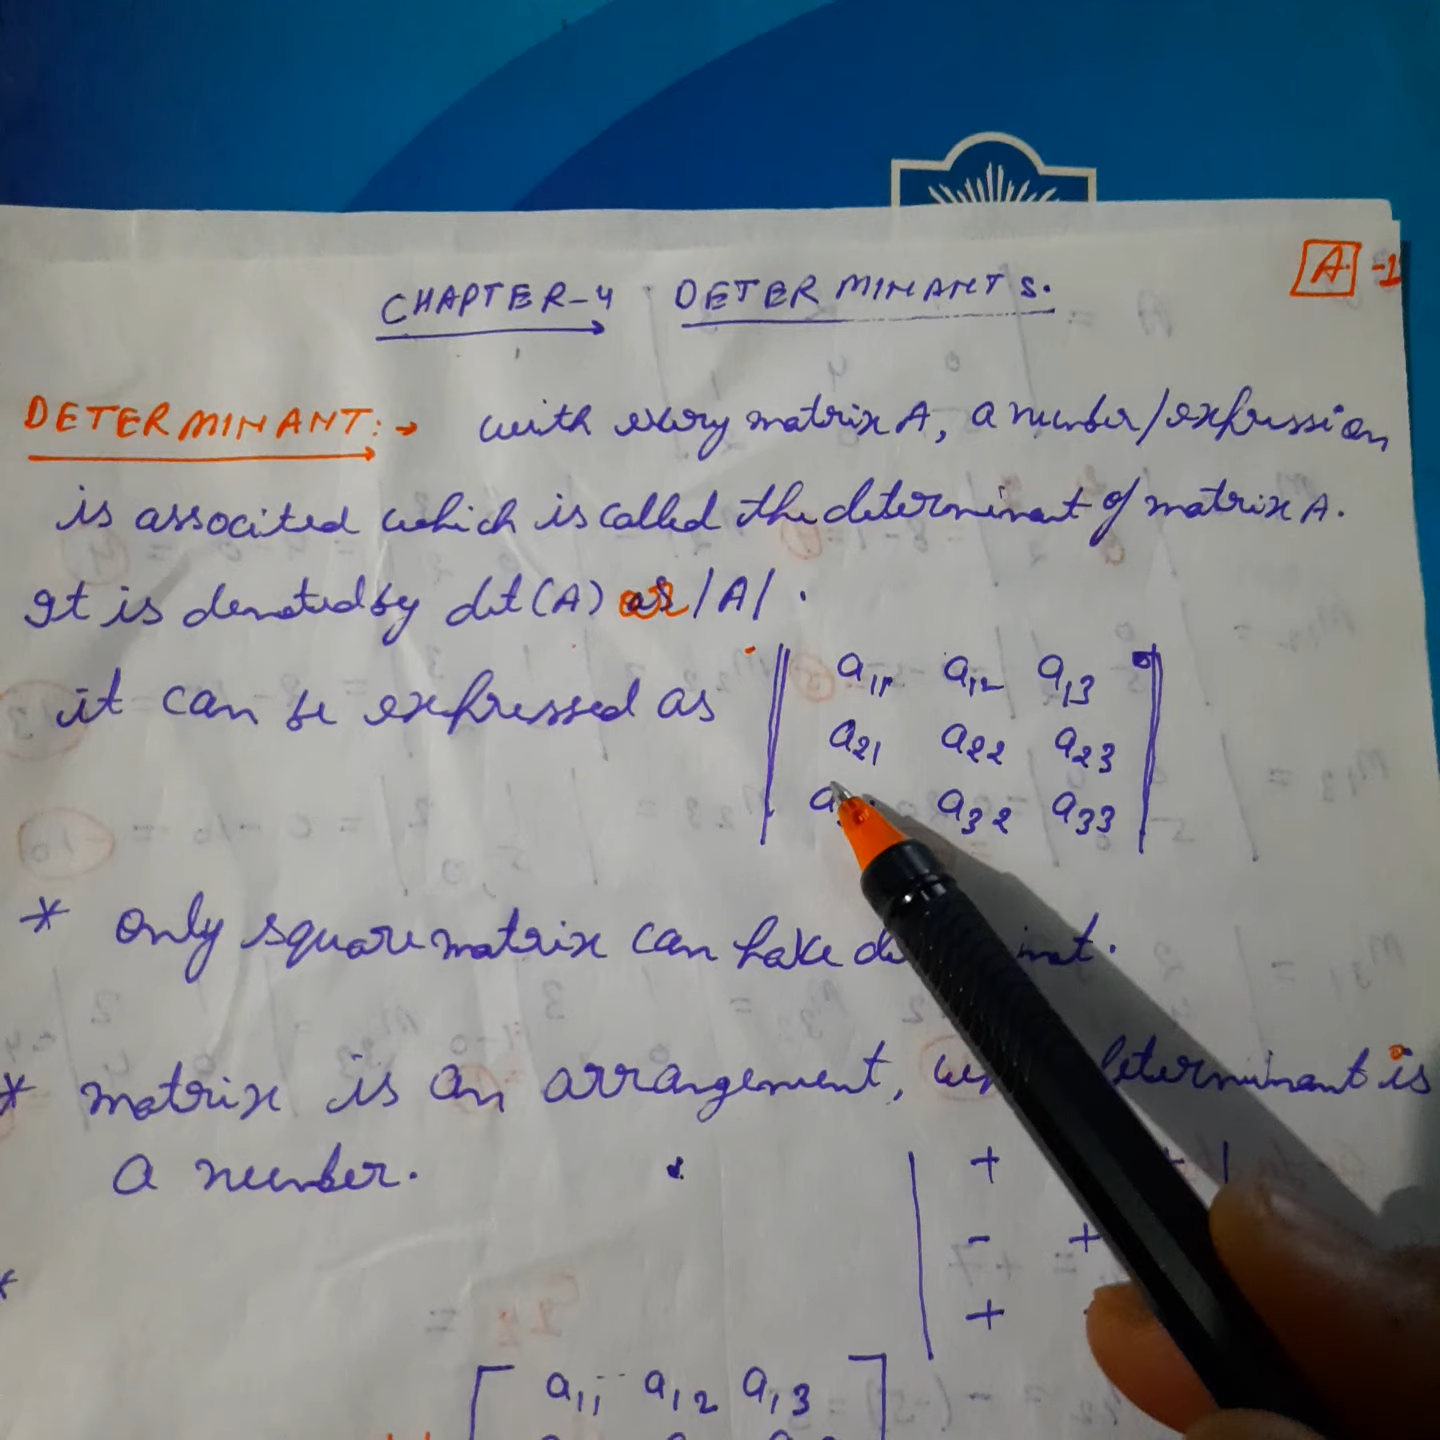 CHAPTER-4 DETERMINANTS.
A -1
DETERMINANT:→ with every matrix A, a number/expression
is associted which is called the determinant of matrix A.
It is denoted by det(A) or |A|.
it can be expressed as
a11 a12 a13
a21 a22 a23
a32 a33
* only square matrix can have
* matrix is an arrangement, determinant is
a number.
+ +
- +
+
*
a11 a12 a13